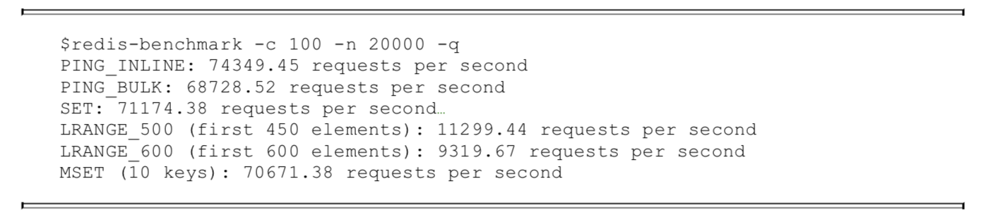 $redis-benchmark -c 100 -n 20000 -q
PING_INLINE: 74349.45 requests per second
PING_BULK: 68728.52 requests per second
SET: 71174.38 requests per second…
LRANGE_500 (first 450 elements): 11299.44 requests per second
LRANGE_600 (first 600 elements): 9319.67 requests per second
MSET (10 keys): 70671.38 requests per second